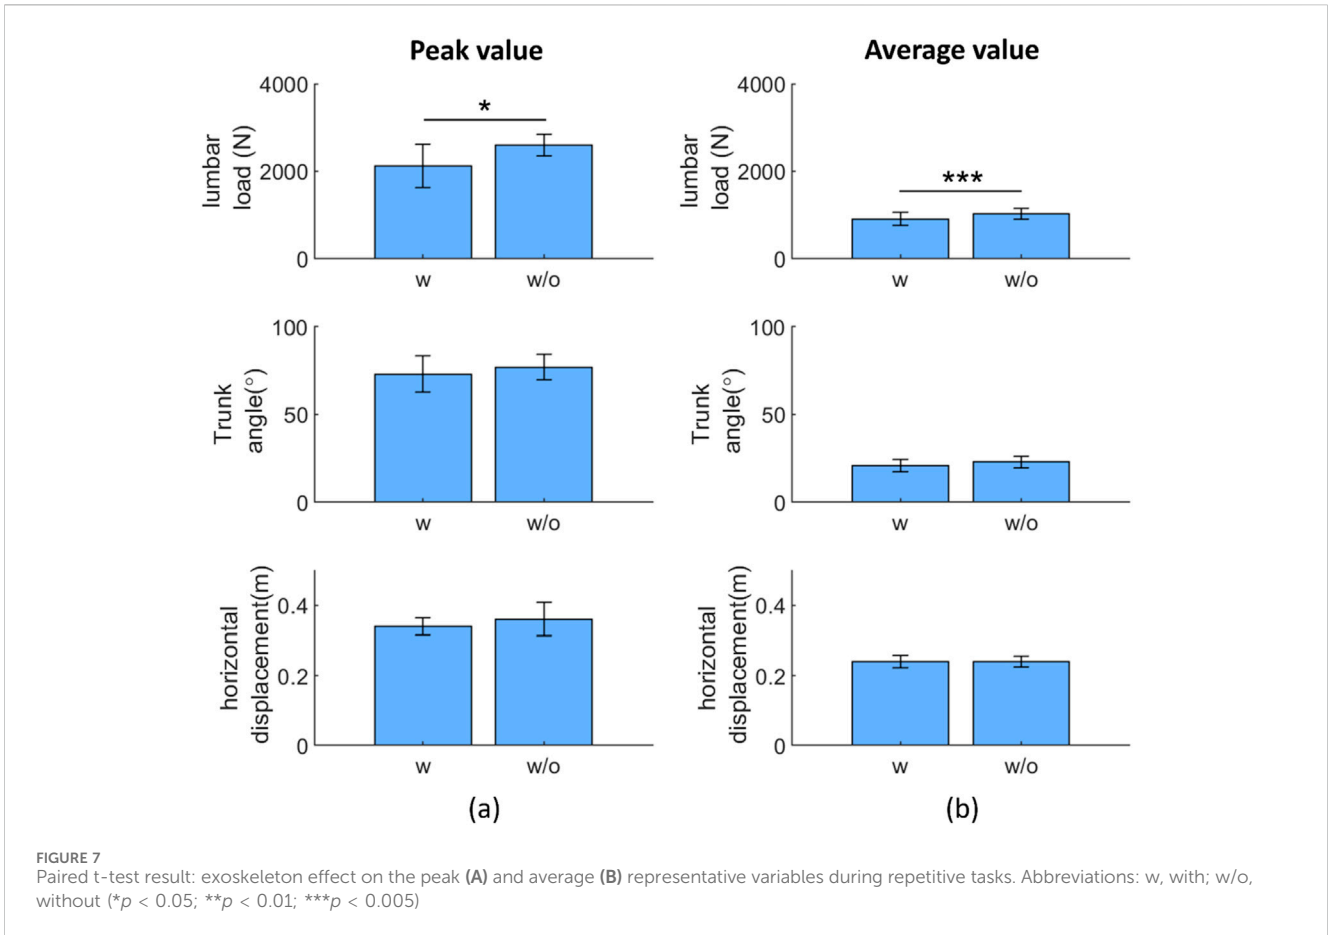 Peak value
Average value
4000
2000
0
lumbar
load (N)
*
w
w/o
4000
2000
0
lumbar
load (N)
***
w
w/o
100
50
0
Trunk
angle(°)
w
w/o
100
50
0
Trunk
angle(°)
w
w/o
0.4
0.2
0
horizontal
displacement(m)
w
w/o
0.4
0.2
0
horizontal
displacement(m)
w
w/o
(a)
(b)
FIGURE 7
Paired t-test result: exoskeleton effect on the peak (A) and average (B) representative variables during repetitive tasks. Abbreviations: w, with; w/o,
without (*p < 0.05; **p < 0.01; ***p < 0.005)